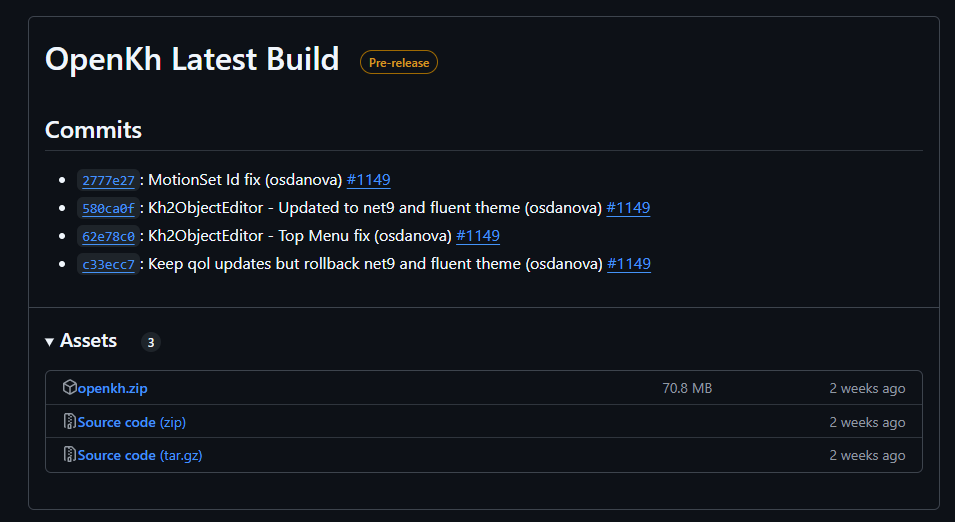 OpenKh Latest Build Pre-release
Commits
2777e27: MotionSet Id fix (osdanova) #1149
580ca0f: Kh2ObjectEditor - Updated to net9 and fluent theme (osdanova) #1149
62e78c0: Kh2ObjectEditor - Top Menu fix (osdanova) #1149
c33ecc7: Keep qol updates but rollback net9 and fluent theme (osdanova) #1149
Assets 3
openkh.zip 70.8 MB 2 weeks ago
Source code (zip) 2 weeks ago
Source code (tar.gz) 2 weeks ago